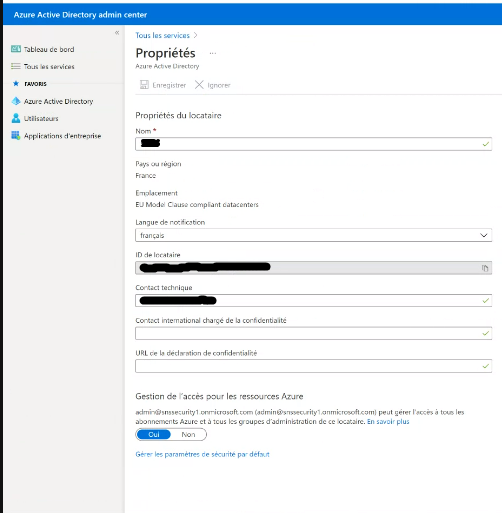 Azure Active Directory admin center
«
Tous les services >
Tableau de bord
Tous les services
FAVORIS
Azure Active Directory
Utilisateurs
Applications d'entreprise
Propriétés ...
Azure Active Directory
Enregistrer Ignorer
Propriétés du locataire
Nom *
Pays ou région
France
Emplacement
EU Model Clause compliant datacenters
Langue de notification
français
ID de locataire
Contact technique
Contact international chargé de la confidentialité
URL de la déclaration de confidentialité
Gestion de l'accès pour les ressources Azure
admin@snssecurity1.onmicrosoft.com (admin@snssecurity1.onmicrosoft.com) peut gérer l'accès à tous les
abonnements Azure et à tous les groupes d'administration de ce locataire. En savoir plus
Oui Non
Gérer les paramètres de sécurité par défaut